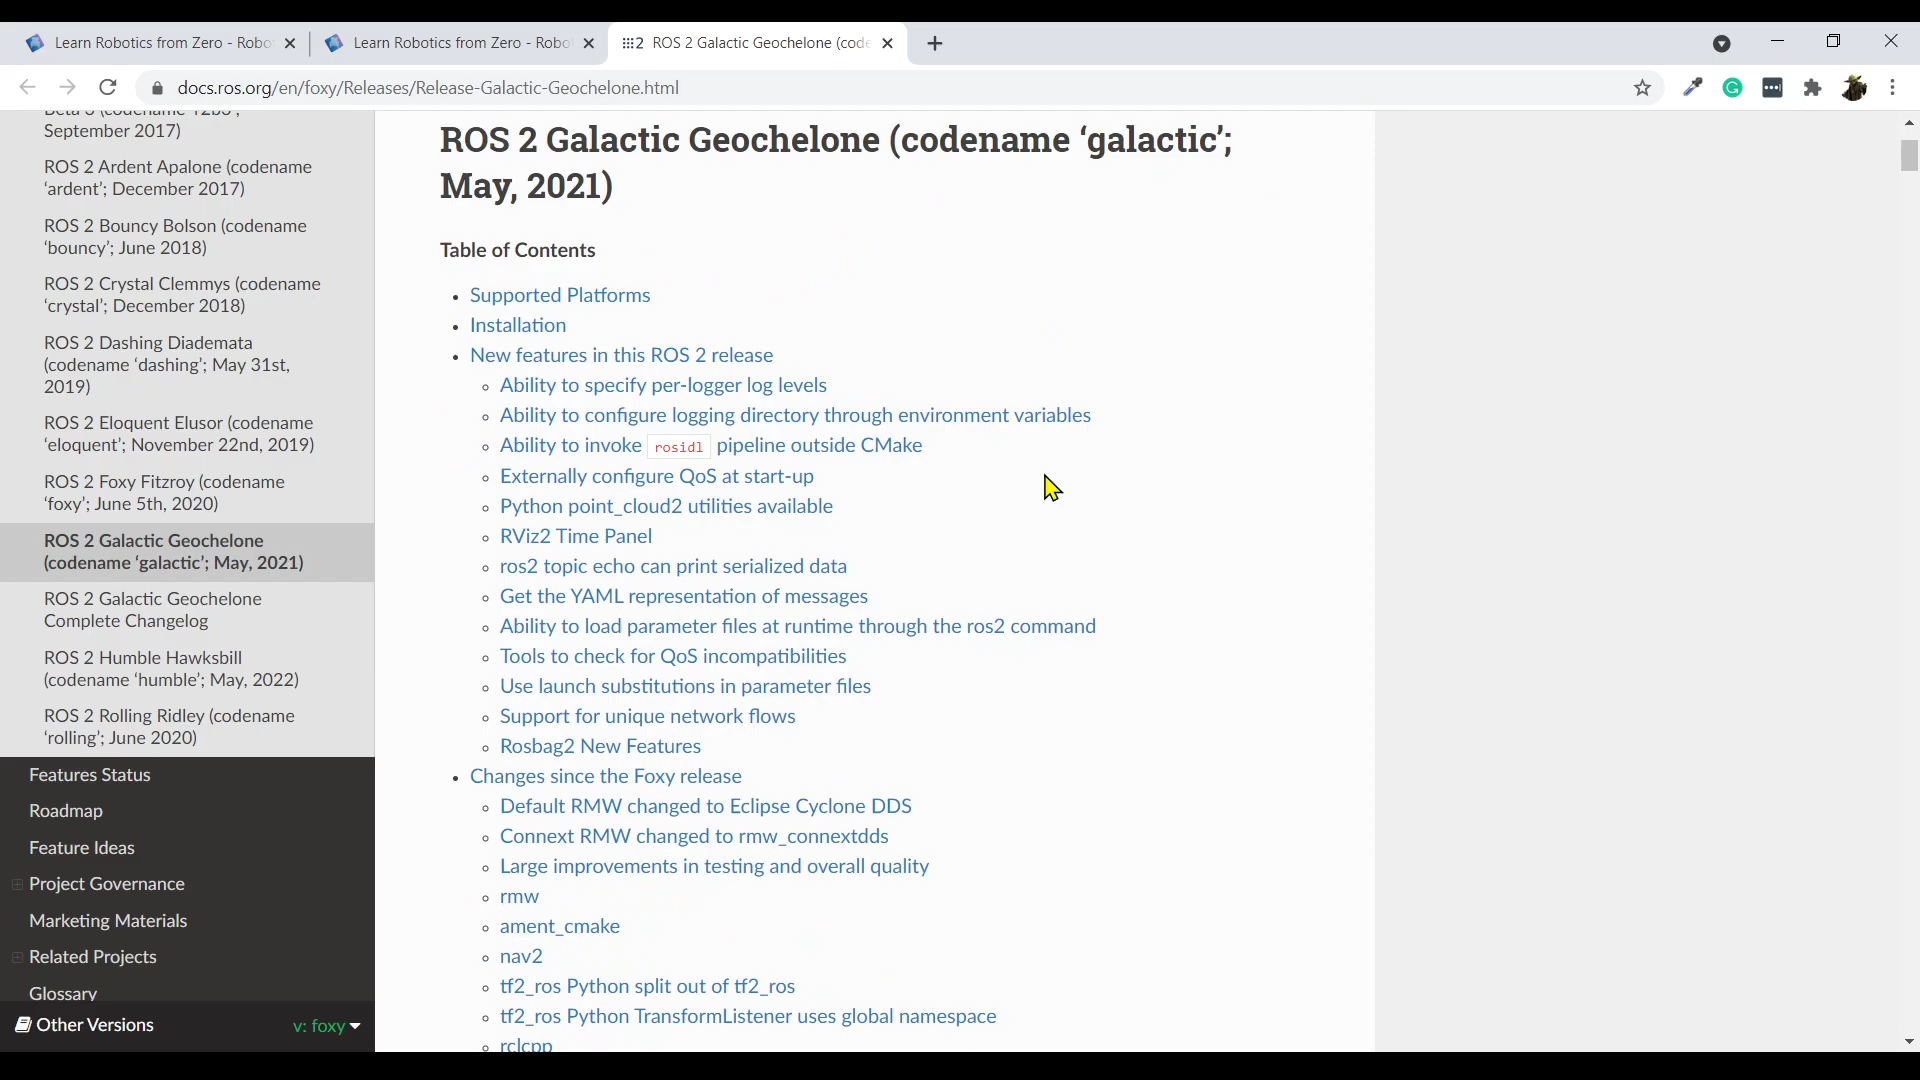 Learn Robotics from Zero - Robo
Learn Robotics from Zero - Robo
ROS 2 Galactic Geochelone (code
docs.ros.org/en/foxy/Releases/Release-Galactic-Geochelone.html
September 2017)
ROS 2 Ardent Apalone (codename
‘ardent’; December 2017)
ROS 2 Bouncy Bolson (codename
‘bouncy’; June 2018)
ROS 2 Crystal Clemmys (codename
‘crystal’; December 2018)
ROS 2 Dashing Diademata
(codename ‘dashing’; May 31st,
2019)
ROS 2 Eloquent Elusor (codename
‘eloquent’; November 22nd, 2019)
ROS 2 Foxy Fitzroy (codename
‘foxy’; June 5th, 2020)
ROS 2 Galactic Geochelone
(codename ‘galactic’; May, 2021)
ROS 2 Galactic Geochelone
Complete Changelog
ROS 2 Humble Hawksbill
(codename ‘humble’; May, 2022)
ROS 2 Rolling Ridley (codename
‘rolling’; June 2020)
Features Status
Roadmap
Feature Ideas
Project Governance
Marketing Materials
Related Projects
Glossary
Other Versions
v: foxy
ROS 2 Galactic Geochelone (codename ‘galactic’;
May, 2021)
Table of Contents
Supported Platforms
Installation
New features in this ROS 2 release
Ability to specify per-logger log levels
Ability to configure logging directory through environment variables
Ability to invoke rosidl pipeline outside CMake
Externally configure QoS at start-up
Python point_cloud2 utilities available
RViz2 Time Panel
ros2 topic echo can print serialized data
Get the YAML representation of messages
Ability to load parameter files at runtime through the ros2 command
Tools to check for QoS incompatibilities
Use launch substitutions in parameter files
Support for unique network flows
Rosbag2 New Features
Changes since the Foxy release
Default RMW changed to Eclipse Cyclone DDS
Connext RMW changed to rmw_connextdds
Large improvements in testing and overall quality
rmw
ament_cmake
nav2
tf2_ros Python split out of tf2_ros
tf2_ros Python TransformListener uses global namespace
rclcpp